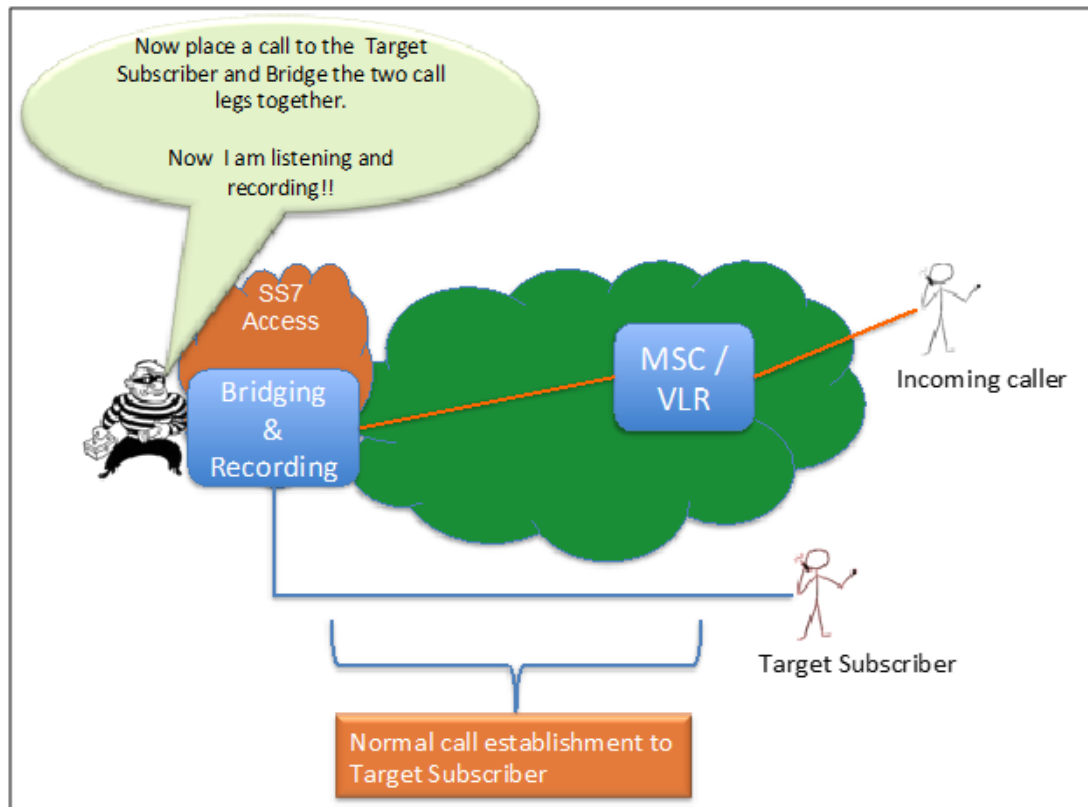 Now place a call to the Target
Subscriber and Bridge the two call
legs together.
Now I am listening and
recording!!
SS7
Access
Bridging
&
Recording
MSC /
VLR
Incoming caller
Target Subscriber
Normal call establishment to
Target Subscriber